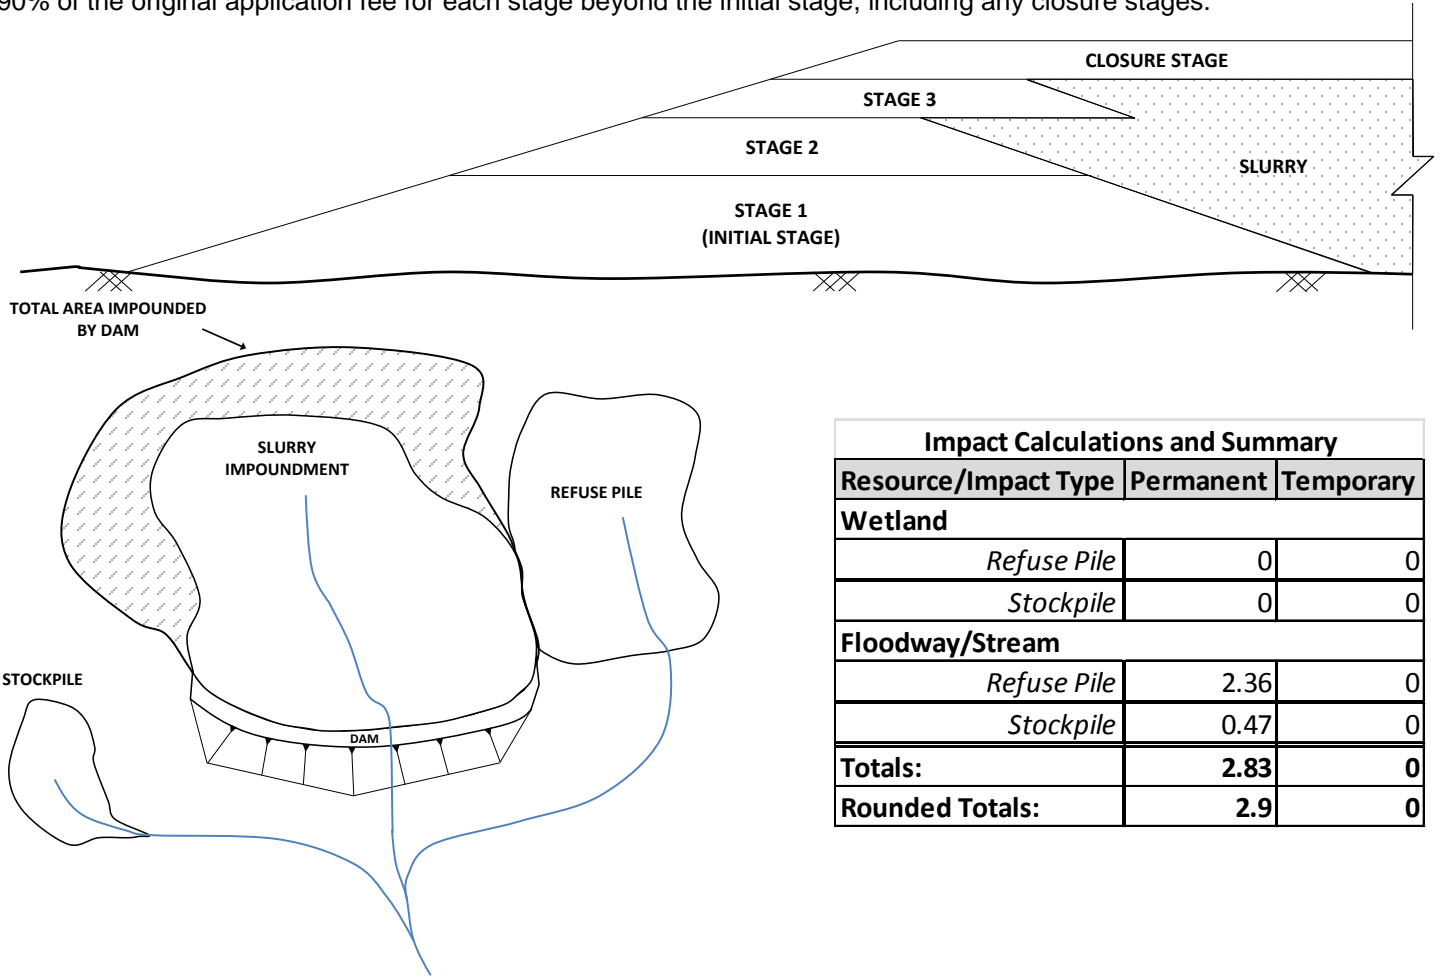 90% of the original application fee for each stage beyond the initial stage, including any closure stages.
CLOSURE STAGE
STAGE 3
STAGE 2
SLURRY
STAGE 1
(INITIAL STAGE)
TOTAL AREA IMPOUNDED
BY DAM
SLURRY
IMPOUNDMENT
REFUSE PILE
STOCKPILE
DAM
Impact Calculations and Summary
Resource/Impact Type Permanent Temporary
Wetland
Refuse Pile 0 0
Stockpile 0 0
Floodway/Stream
Refuse Pile 2.36 0
Stockpile 0.47 0
Totals: 2.83 0
Rounded Totals: 2.9 0